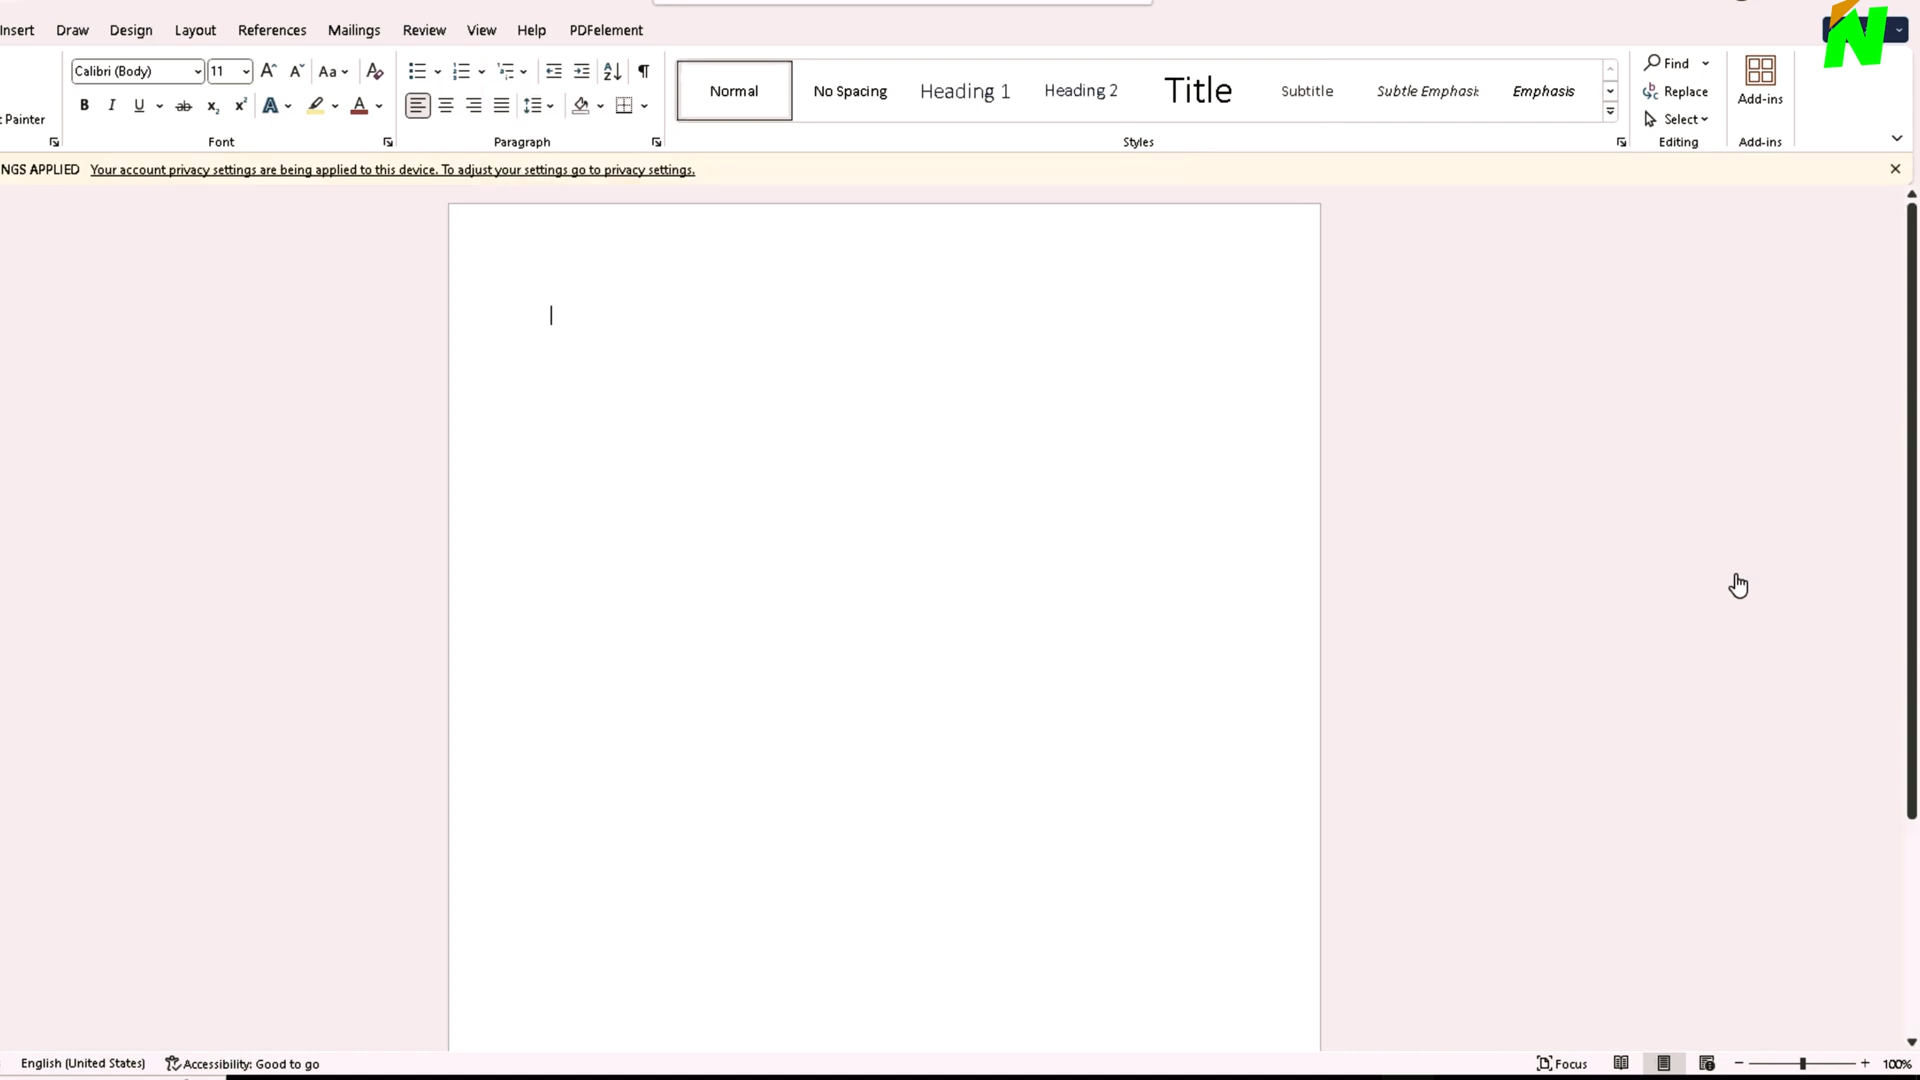 Insert Draw Design Layout References Mailings Review View Help PDFelement
Calibri (Body) 11 Aa
Normal No Spacing Heading 1 Heading 2 Title Subtitle Subtle Emphasi Emphasis
Find
Replace
Select
Add-ins
Painter
Font Paragraph Styles Editing Add-ins
NGS APPLIED Your account privacy settings are being applied to this device. To adjust your settings go to privacy settings.
English (United States) Accessibility: Good to go Focus 100%